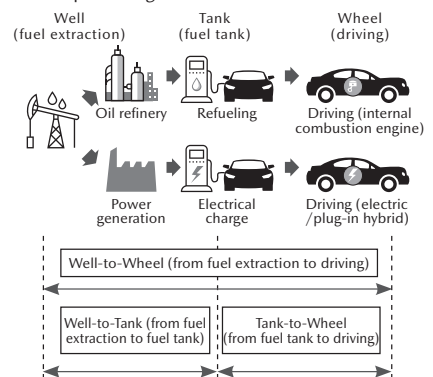 Well
(fuel extraction)
Tank
(fuel tank)
Wheel
(driving)
Oil refinery
Refueling
Driving (internal
combustion engine)
Power
generation
Electrical
charge
Driving (electric
/plug-in hybrid)
Well-to-Wheel (from fuel extraction to driving)
Well-to-Tank (from fuel
extraction to fuel tank)
Tank-to-Wheel
(from fuel tank to driving)